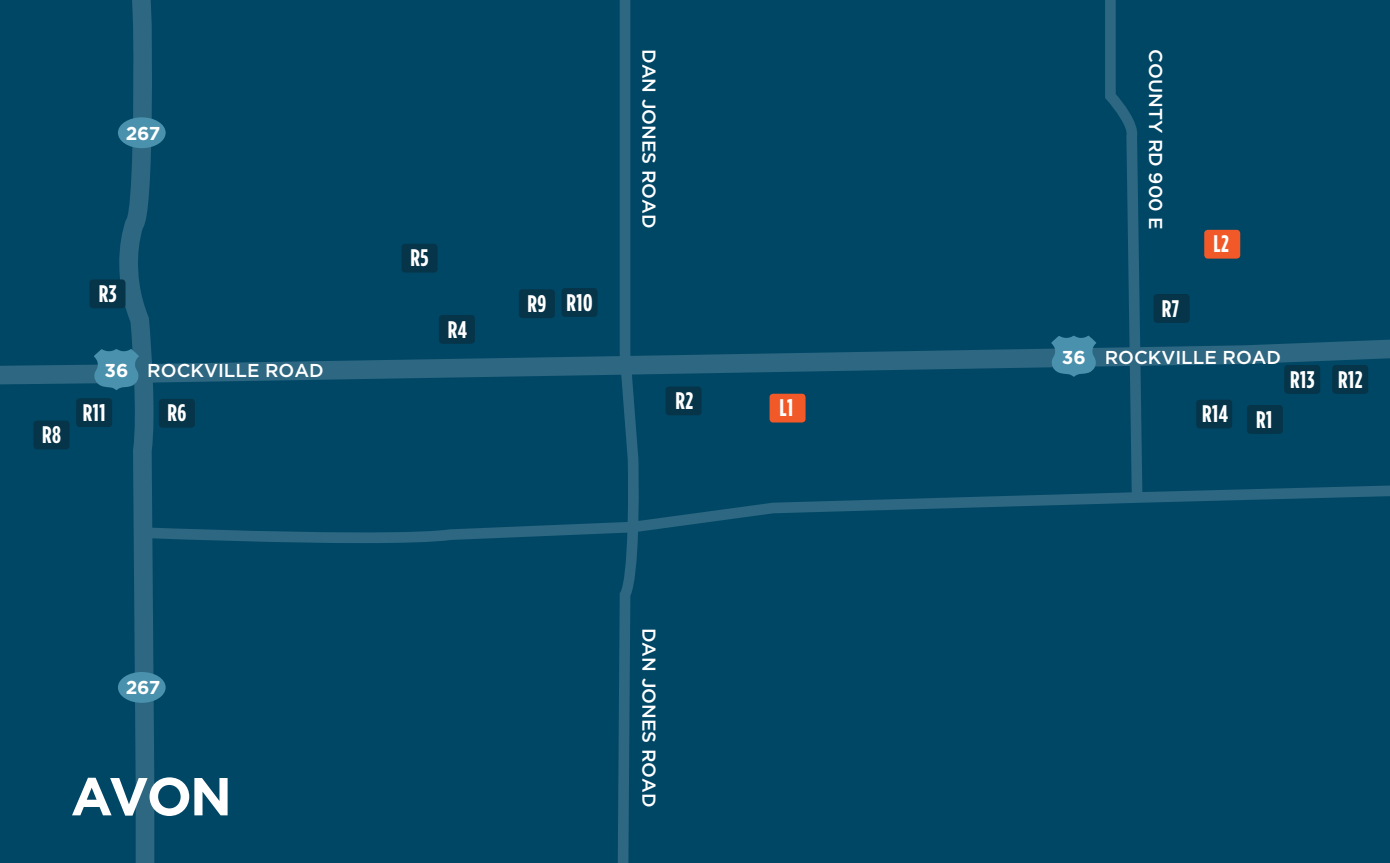 DAN JONES ROAD
COUNTY RD 900 E
267
L2
R5
R3
R9
R10
R7
R4
36
ROCKVILLE ROAD
36
ROCKVILLE ROAD
R13
R12
R2
L1
R11
R6
R14
R1
R8
DAN JONES ROAD
267
AVON